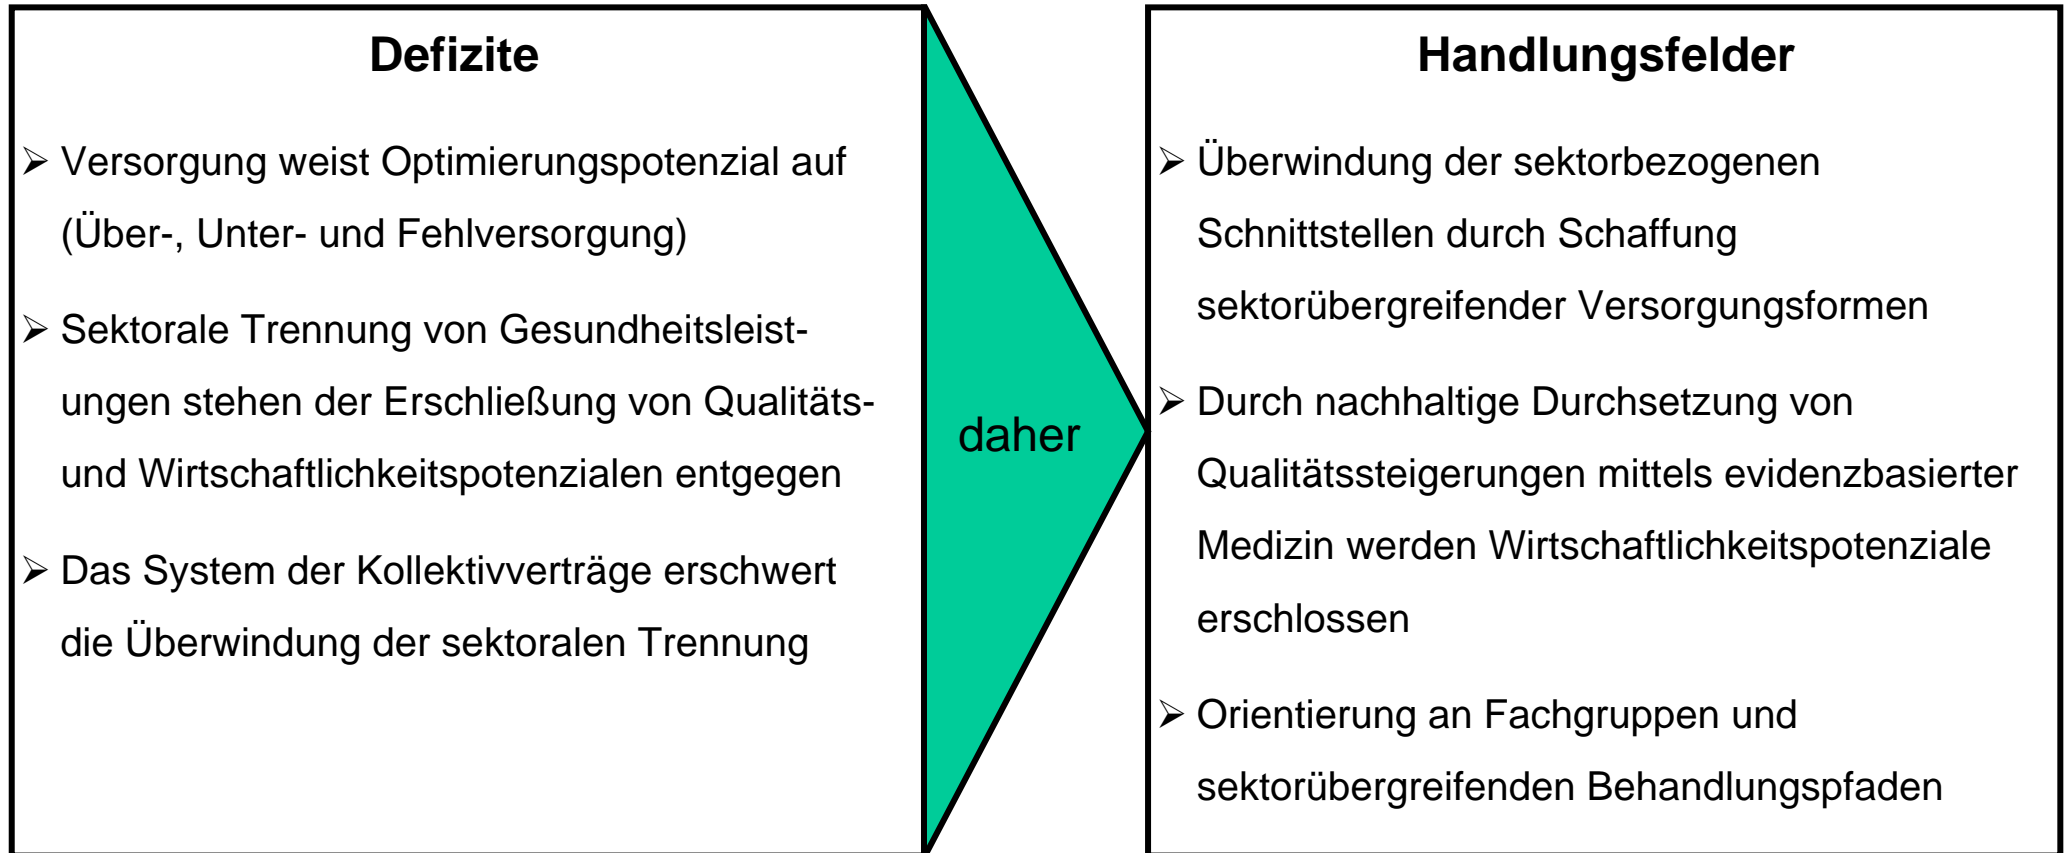 Defizite
➢ Versorgung weist Optimierungspotenzial auf
(Über-, Unter- und Fehlversorgung)
➢ Sektorale Trennung von Gesundheitsleist-
ungen stehen der Erschließung von Qualitäts-
und Wirtschaftlichkeitspotenzialen entgegen
➢ Das System der Kollektivverträge erschwert
die Überwindung der sektoralen Trennung
daher
Handlungsfelder
➢ Überwindung der sektorbezogenen
Schnittstellen durch Schaffung
sektorübergreifender Versorgungsformen
➢ Durch nachhaltige Durchsetzung von
Qualitätssteigerungen mittels evidenzbasierter
Medizin werden Wirtschaftlichkeitspotenziale
erschlossen
➢ Orientierung an Fachgruppen und
sektorübergreifenden Behandlungspfaden